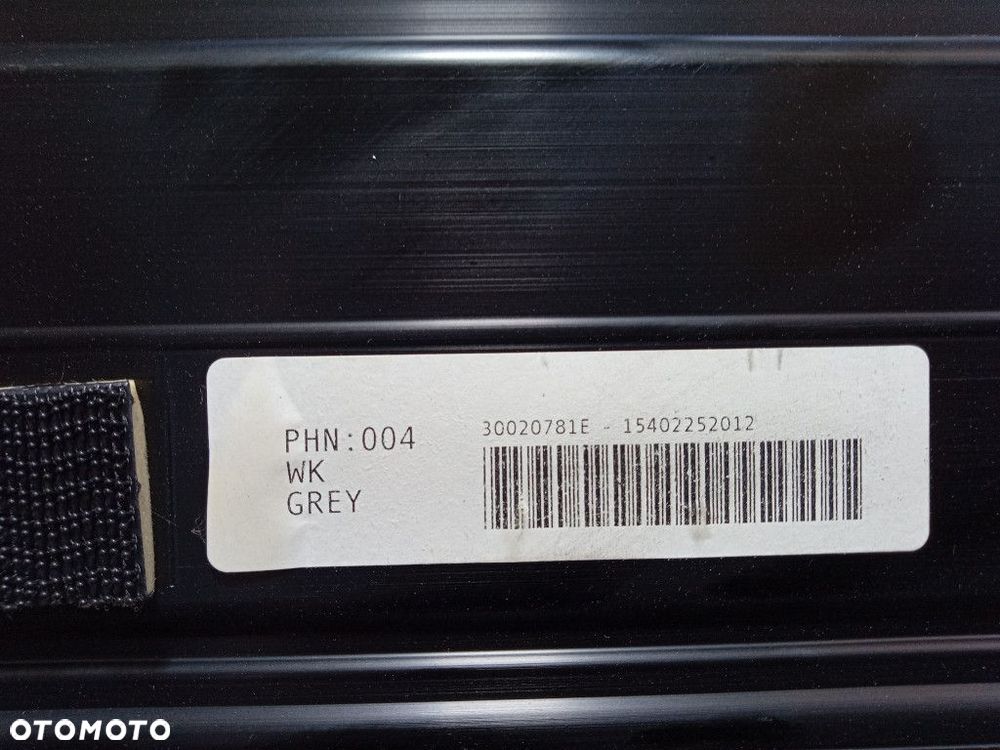 30020781E - 15402252012
PHN:004
WK
GREY
OTOMOTO